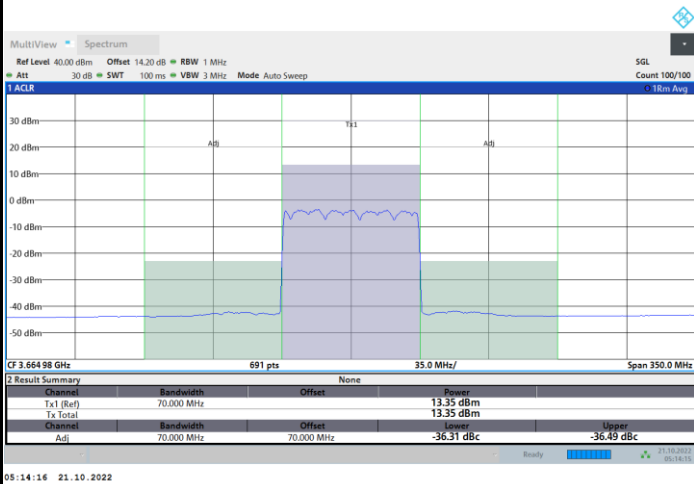 MultiView Spectrum
Ref Level 40.00 dBm Offset 14.20 dB RBW 1 MHz SGL
Att 30 dB SWT 100 ms VBW 3 MHz Mode Auto Sweep Count 100/100
1 ACLR 1Rm Avg
Tx1
Adj Adj
30 dBm
20 dBm
10 dBm
0 dBm
-10 dBm
-20 dBm
-30 dBm
-40 dBm
-50 dBm
CF 3.664 98 GHz 691 pts 35.0 MHz/ Span 350.0 MHz
2 Result Summary None
Channel Bandwidth Offset Power
Tx1 (Ref) 70.000 MHz 13.35 dBm
Tx Total 13.35 dBm
Channel Bandwidth Offset Lower Upper
Adj 70.000 MHz 70.000 MHz -36.31 dBc -36.49 dBc
Ready 21.10.2022
05:14:15
05:14:16 21.10.2022